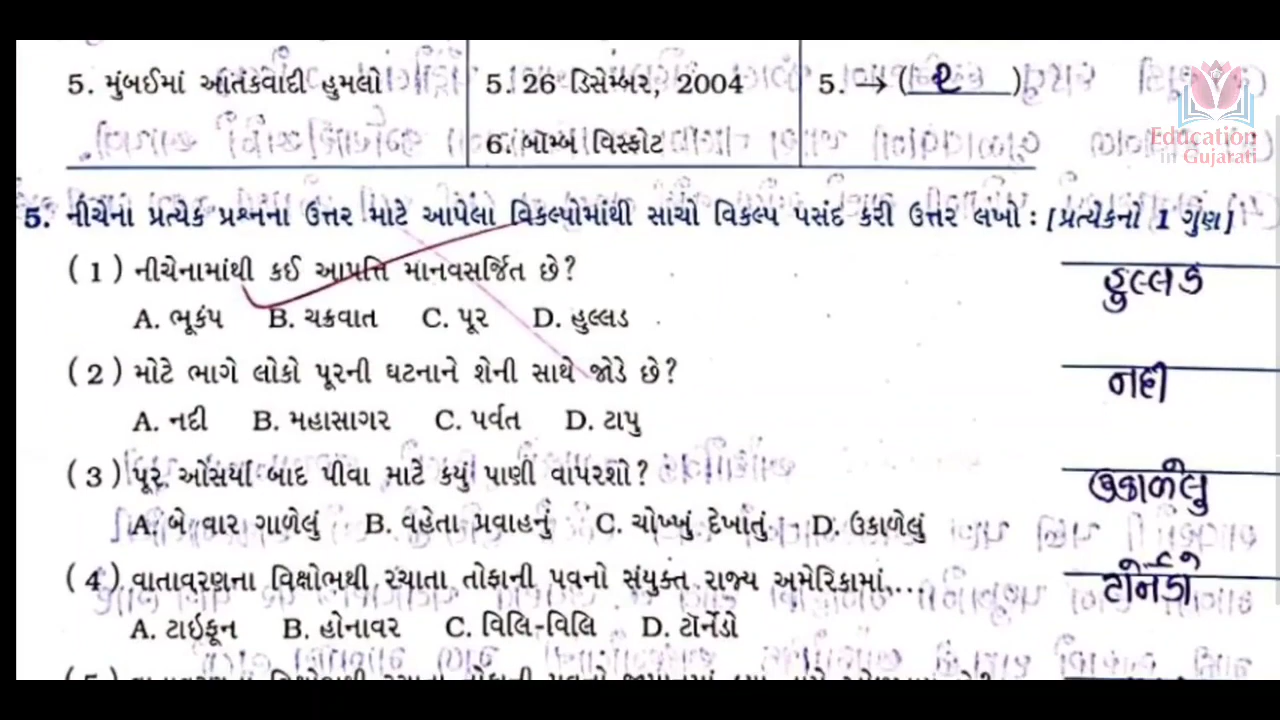 5. મુંબઈમાં આતંકવાદી હુમલો 5. 26 ડિસેમ્બર, 2004 5. → ( ૨ )
6. બૉમ્બ વિસ્ફોટ
Education
in Gujarati
5. નીચેના પ્રત્યેક પ્રશ્નના ઉત્તર માટે આપેલા વિકલ્પોમાંથી સાચો વિકલ્પ પસંદ કરી ઉત્તર લખો : [પ્રત્યેકનો 1 ગુણ]
( 1 ) નીચેનામાંથી કઈ આપત્તિ માનવસર્જિત છે? હુલ્લડ
A. ભૂકંપ B. ચક્રવાત C. પૂર D. હુલ્લડ
( 2 ) મોટે ભાગે લોકો પૂરની ઘટનાને શેની સાથે જોડે છે? નદી
A. નદી B. મહાસાગર C. પર્વત D. ટાપુ
( 3 ) પૂર ઓસર્યા બાદ પીવા માટે કયું પાણી વાપરશો? ઉકાળેલુ
A. બે વાર ગાળેલું B. વહેતા પ્રવાહનું C. ચોખ્ખું દેખાતું D. ઉકાળેલું
( 4 ) વાતાવરણના વિક્ષોભથી રચાતા તોફાની પવનો સંયુક્ત રાજ્ય અમેરિકામાં.... ટોર્નેડો
A. ટાઇફૂન B. હોનાવર C. વિલિ-વિલિ D. ટૉર્નેડો